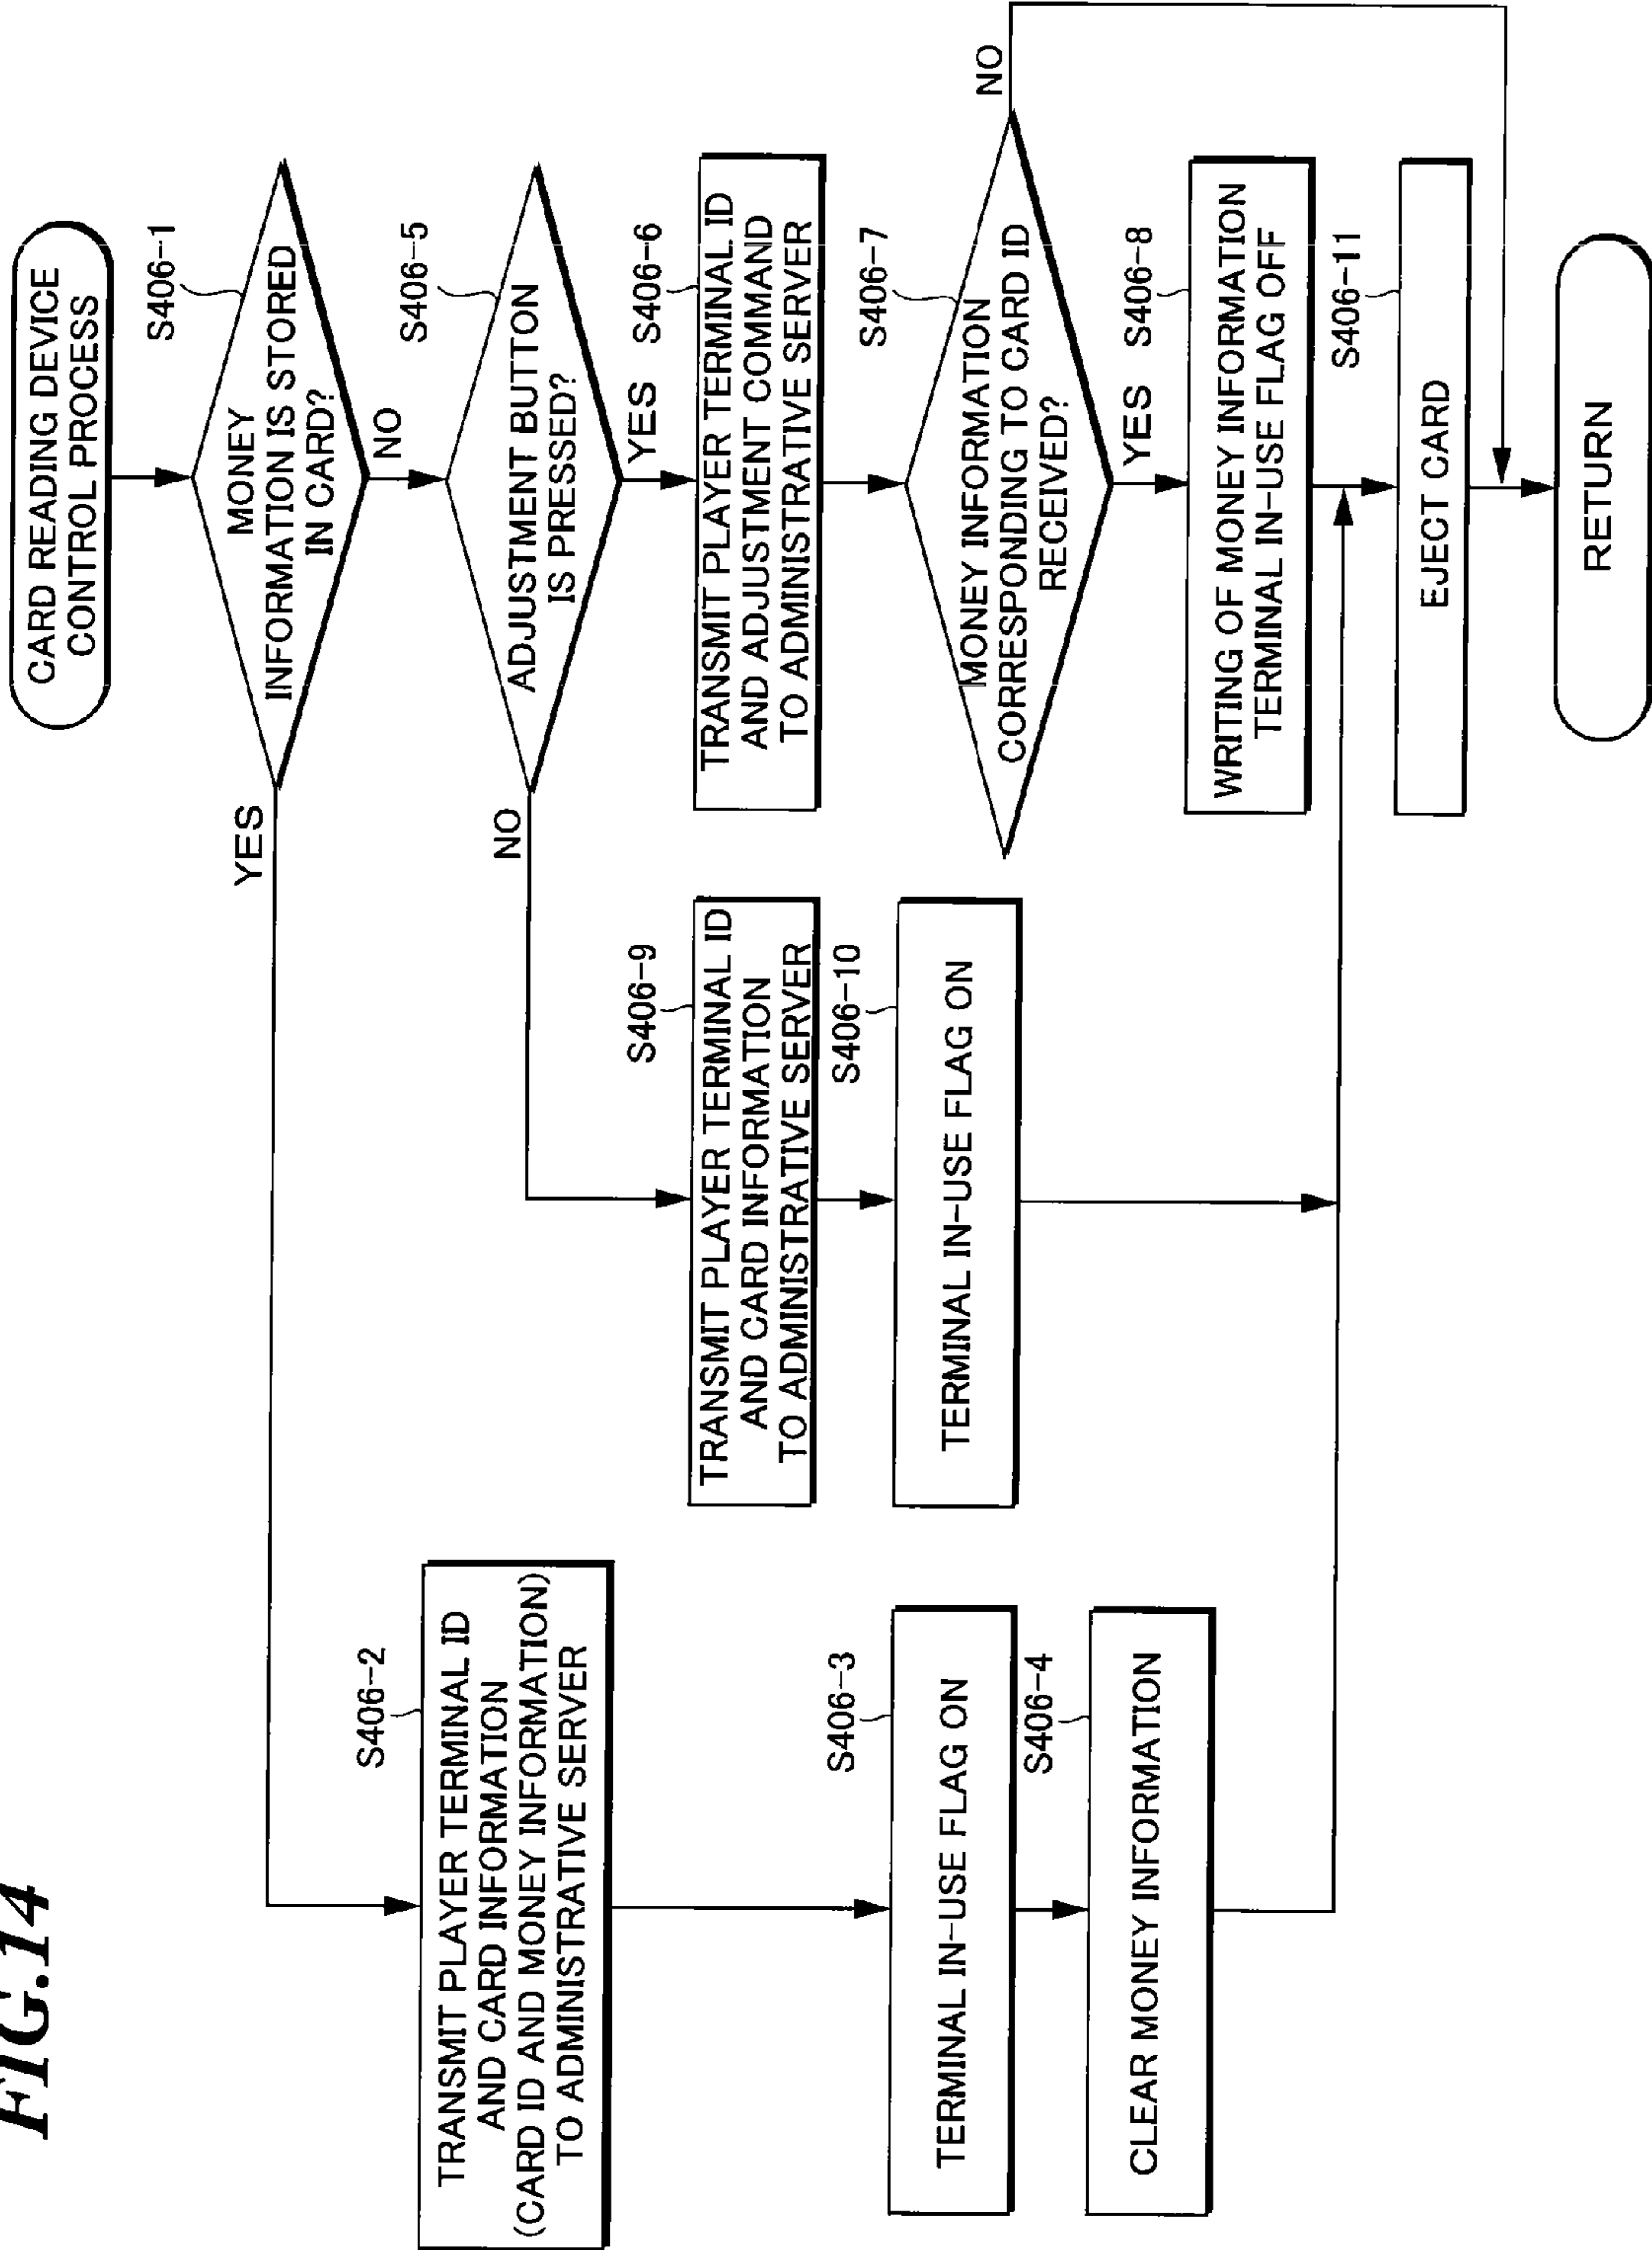 FIG.14
CARD READING DEVICE
CONTROL PROCESS
S406-1
MONEY
INFORMATION IS STORED
IN CARD?
YES
NO
S406-2
TRANSMIT PLAYER TERMINAL ID
AND CARD INFORMATION
(CARD ID AND MONEY INFORMATION)
TO ADMINISTRATIVE SERVER
S406-3
TERMINAL IN-USE FLAG ON
S406-4
CLEAR MONEY INFORMATION
S406-5
ADJUSTMENT BUTTON
IS PRESSED?
NO
YES
S406-9
TRANSMIT PLAYER TERMINAL ID
AND CARD INFORMATION
TO ADMINISTRATIVE SERVER
S406-10
TERMINAL IN-USE FLAG ON
S406-6
TRANSMIT PLAYER TERMINAL ID
AND ADJUSTMENT COMMAND
TO ADMINISTRATIVE SERVER
S406-7
MONEY INFORMATION
CORRESPONDING TO CARD ID
RECEIVED?
NO
YES
S406-8
WRITING OF MONEY INFORMATION
TERMINAL IN-USE FLAG OFF
S406-11
EJECT CARD
RETURN